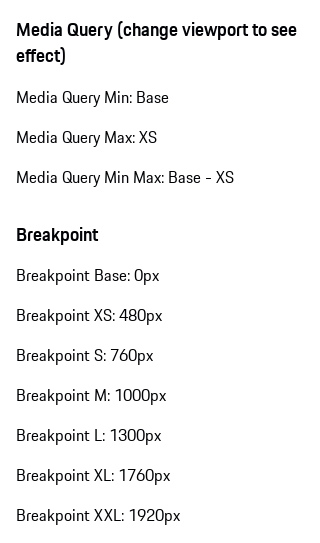 Media Query (change viewport to see
effect)
Media Query Min: Base
Media Query Max: XS
Media Query Min Max: Base - XS
Breakpoint
Breakpoint Base: 0px
Breakpoint XS: 480px
Breakpoint S: 760px
Breakpoint M: 1000px
Breakpoint L: 1300px
Breakpoint XL: 1760px
Breakpoint XXL: 1920px